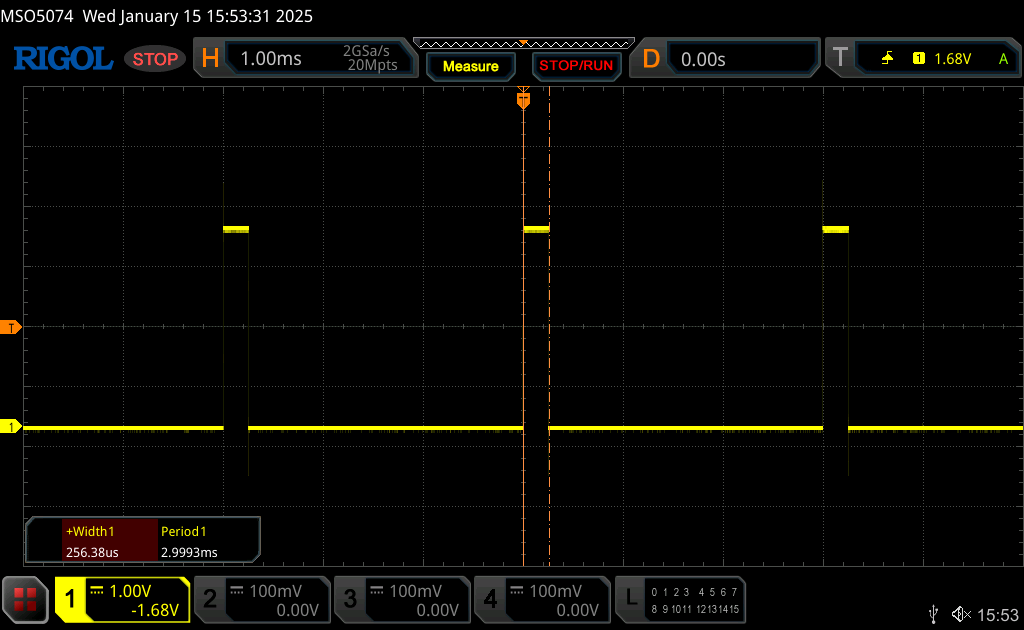 MSO5074 Wed January 15 15:53:31 2025
RIGOL STOP H 1.00ms 2GSa/s 20Mpts Measure STOP/RUN D 0.00s T 1 1.68V A
T
T
1
+Width1 Period1
256.38us 2.9993ms
1 1.00V -1.68V 2 100mV 0.00V 3 100mV 0.00V 4 100mV 0.00V L 0 1 2 3 4 5 6 7
8 9 10 11 12 13 14 15
15:53